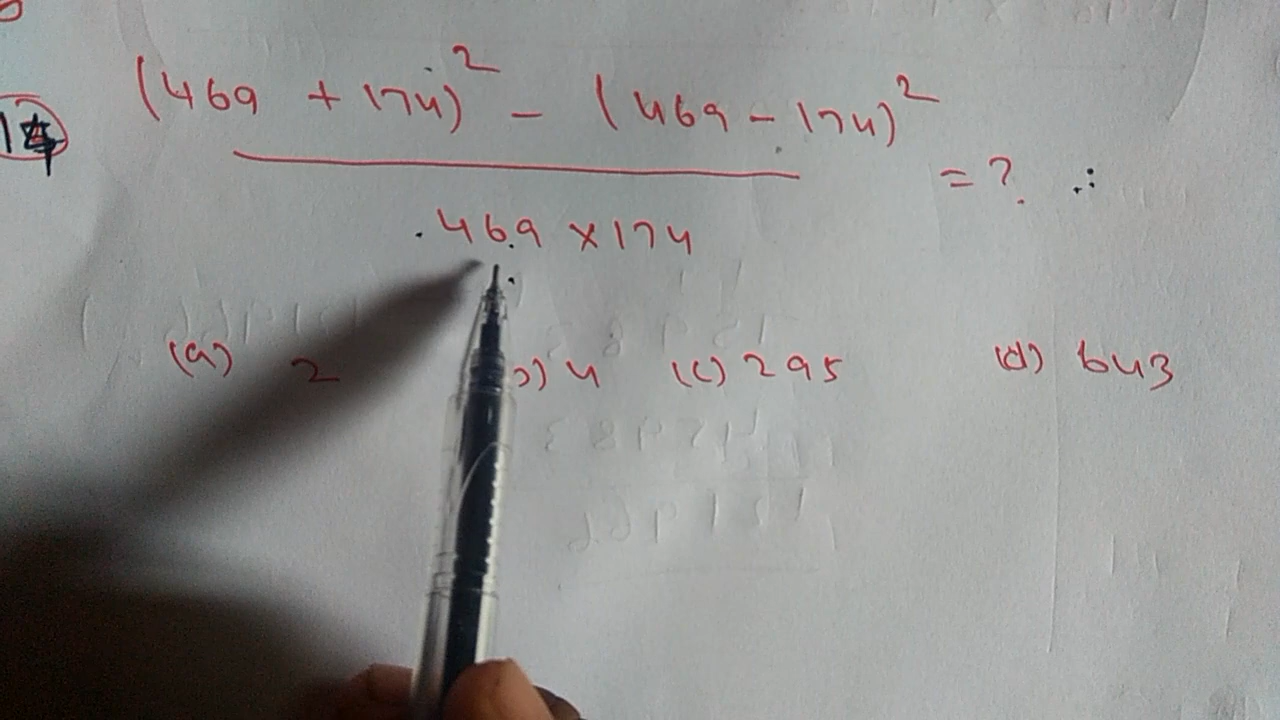 14
(469 + 174)² - (469 - 174)²
= ?
469 × 174
(a) 2 b) 4 (c) 295 (d) 643